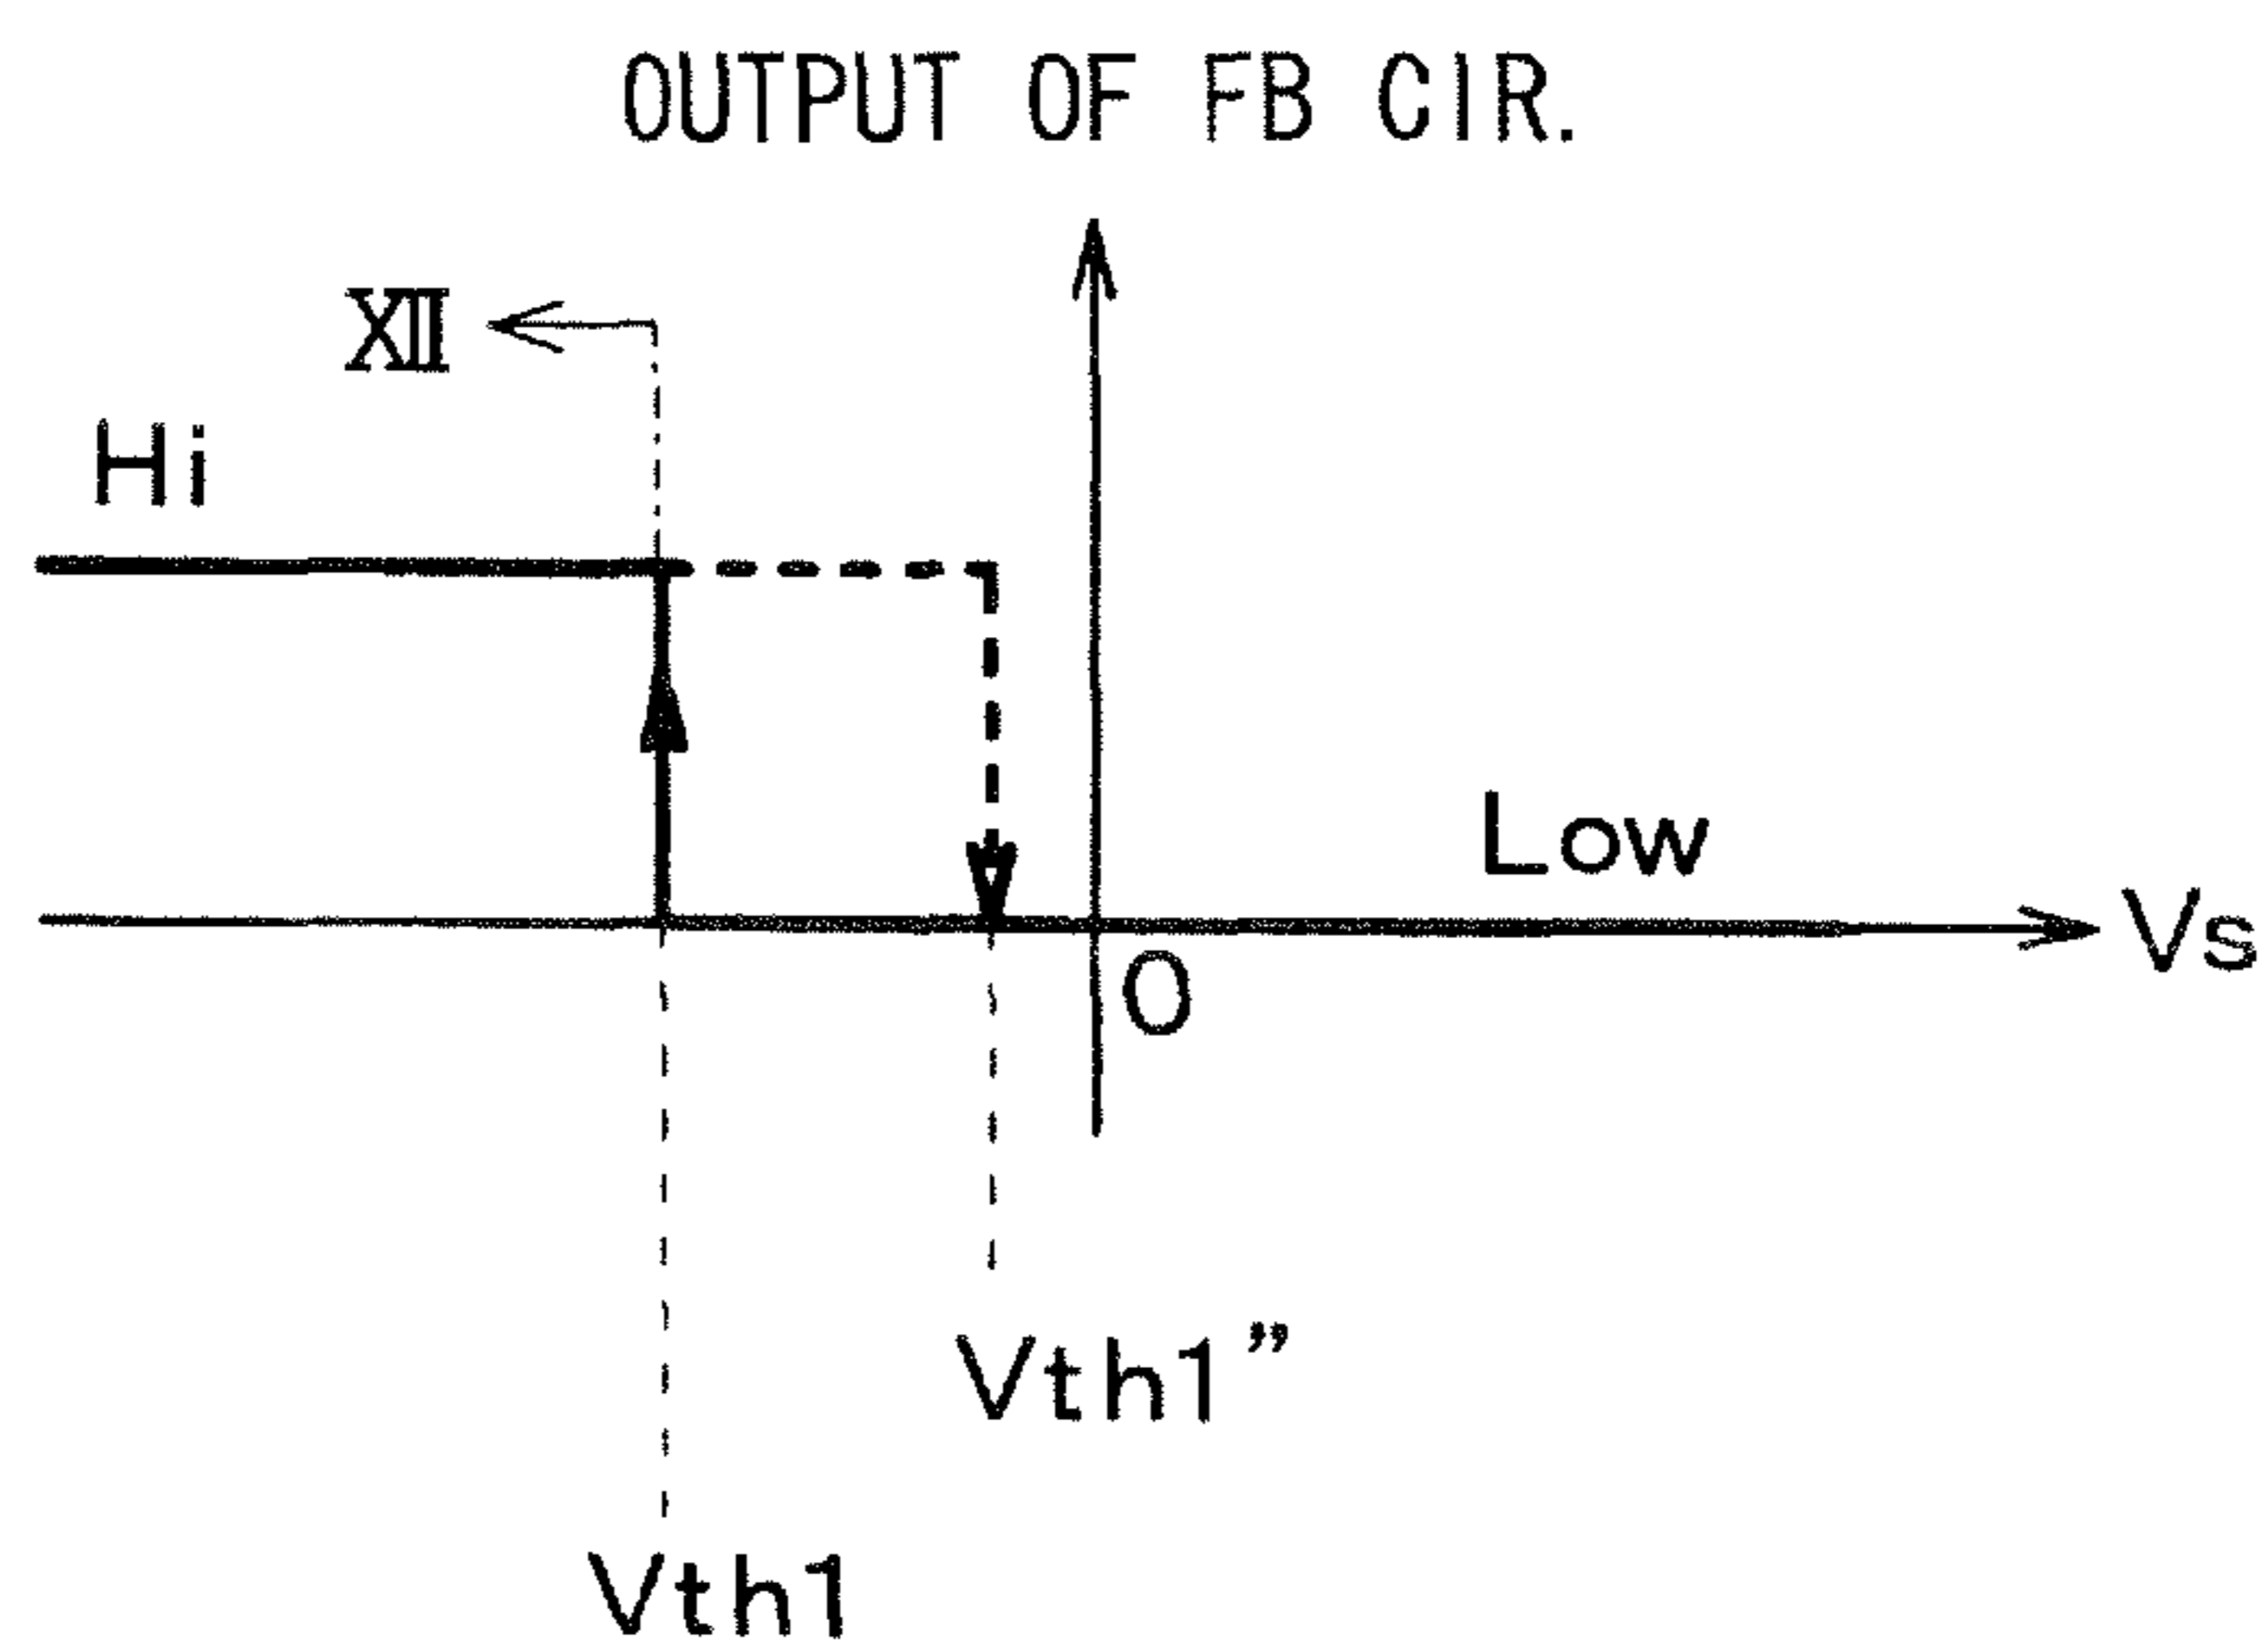 OUTPUT OF FB CIR.
XII
Hi
Low
Vs
O
Vth1”
Vth1